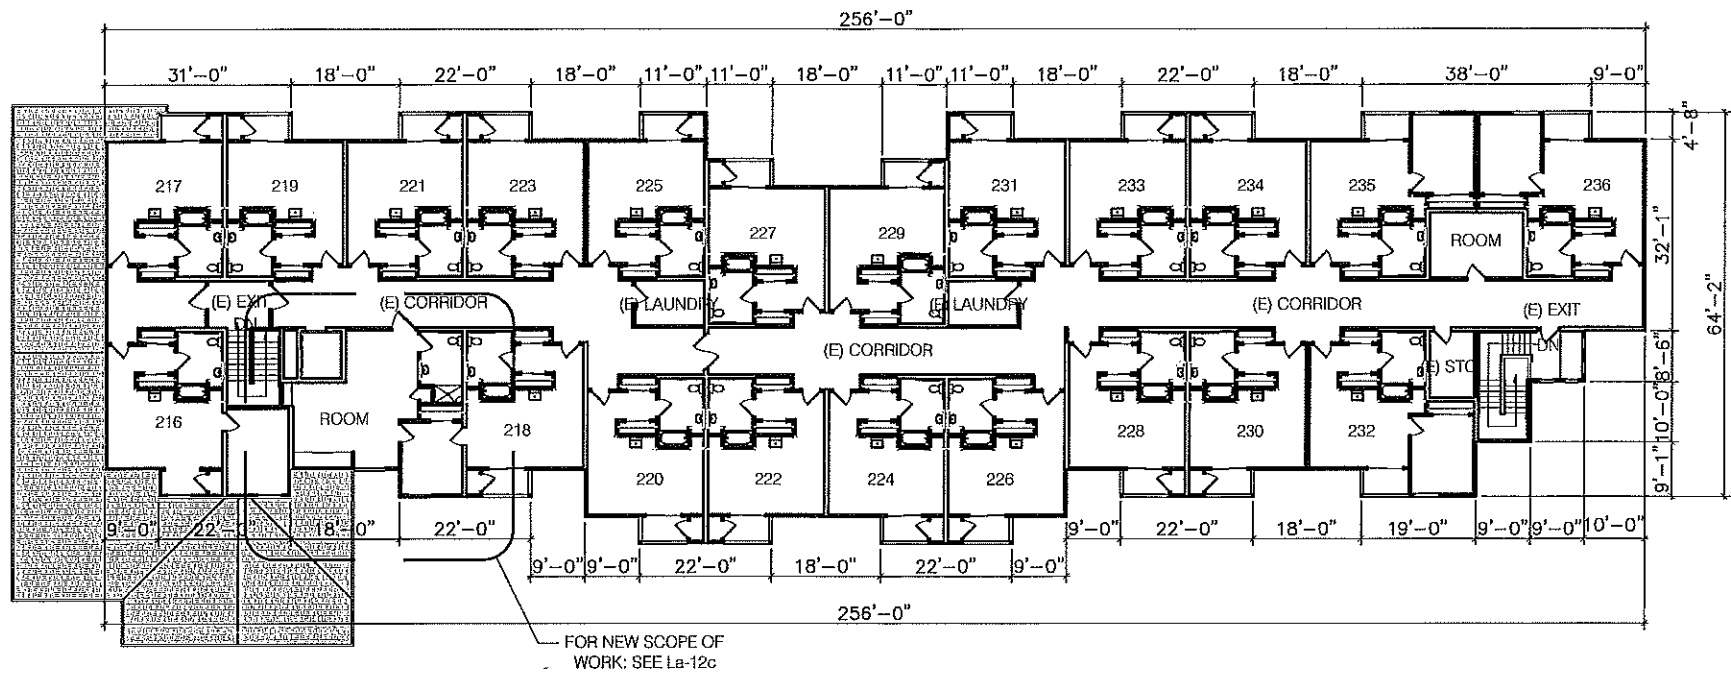 256'-0"
31'-0" 18'-0" 22'-0" 18'-0" 11'-0" 11'-0" 18'-0" 11'-0" 11'-0" 18'-0" 22'-0" 18'-0" 38'-0" 9'-0"
4'-8"
217 219 221 223 225 231 233 234 235 236
227 229
ROOM
32'-1"
64'-2"
(E) EXIT (E) CORRIDOR (E) LAUNDRY (E) LAUNDRY (E) CORRIDOR (E) EXIT
DN
(E) CORRIDOR
DN
(E) STO
8'-6"
216 ROOM 218 228 230 232
10'-0"
220 222 224 226
9'-1"
9'-0" 22'-0" 18'-0" 22'-0" 9'-0" 22'-0" 18'-0" 19'-0" 9'-0" 9'-0" 10'-0"
9'-0" 9'-0" 22'-0" 18'-0" 22'-0" 9'-0"
256'-0"
FOR NEW SCOPE OF
WORK: SEE La-12c